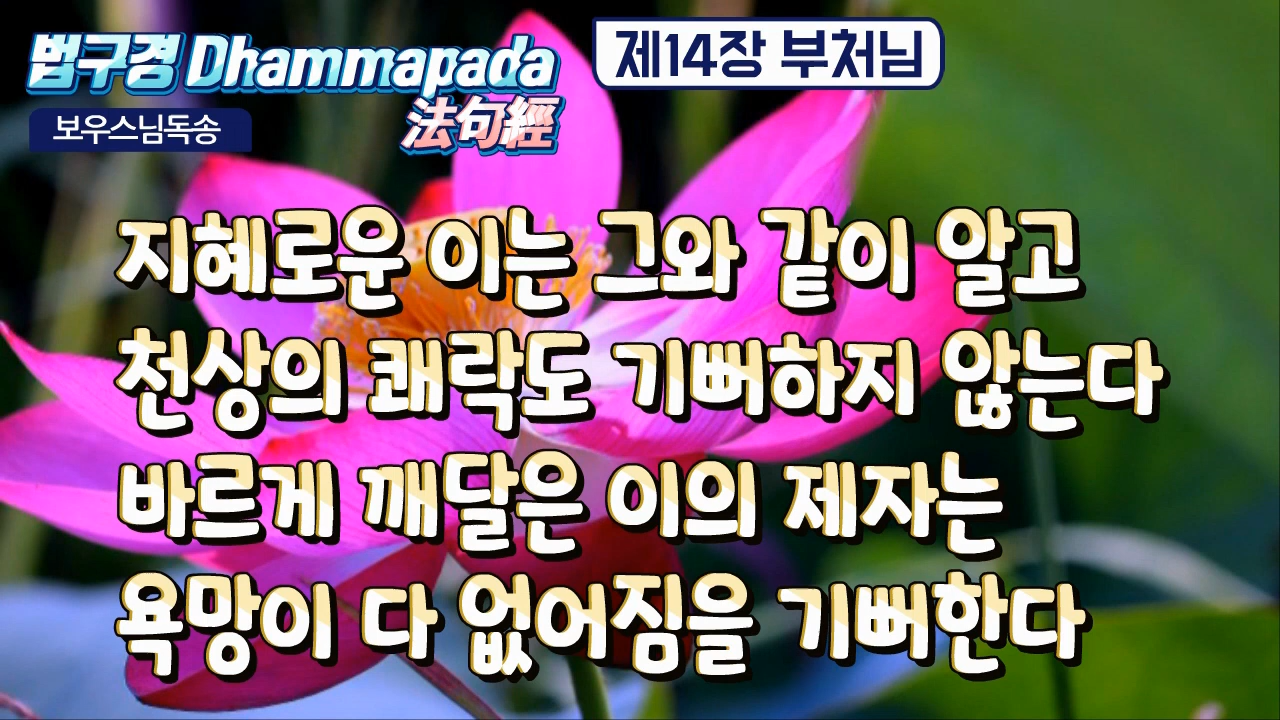 법구경 Dhammapada
法句經
보우스님독송
제14장 부처님
지혜로운 이는 그와 같이 알고
천상의 쾌락도 기뻐하지 않는다
바르게 깨달은 이의 제자는
욕망이 다 없어짐을 기뻐한다